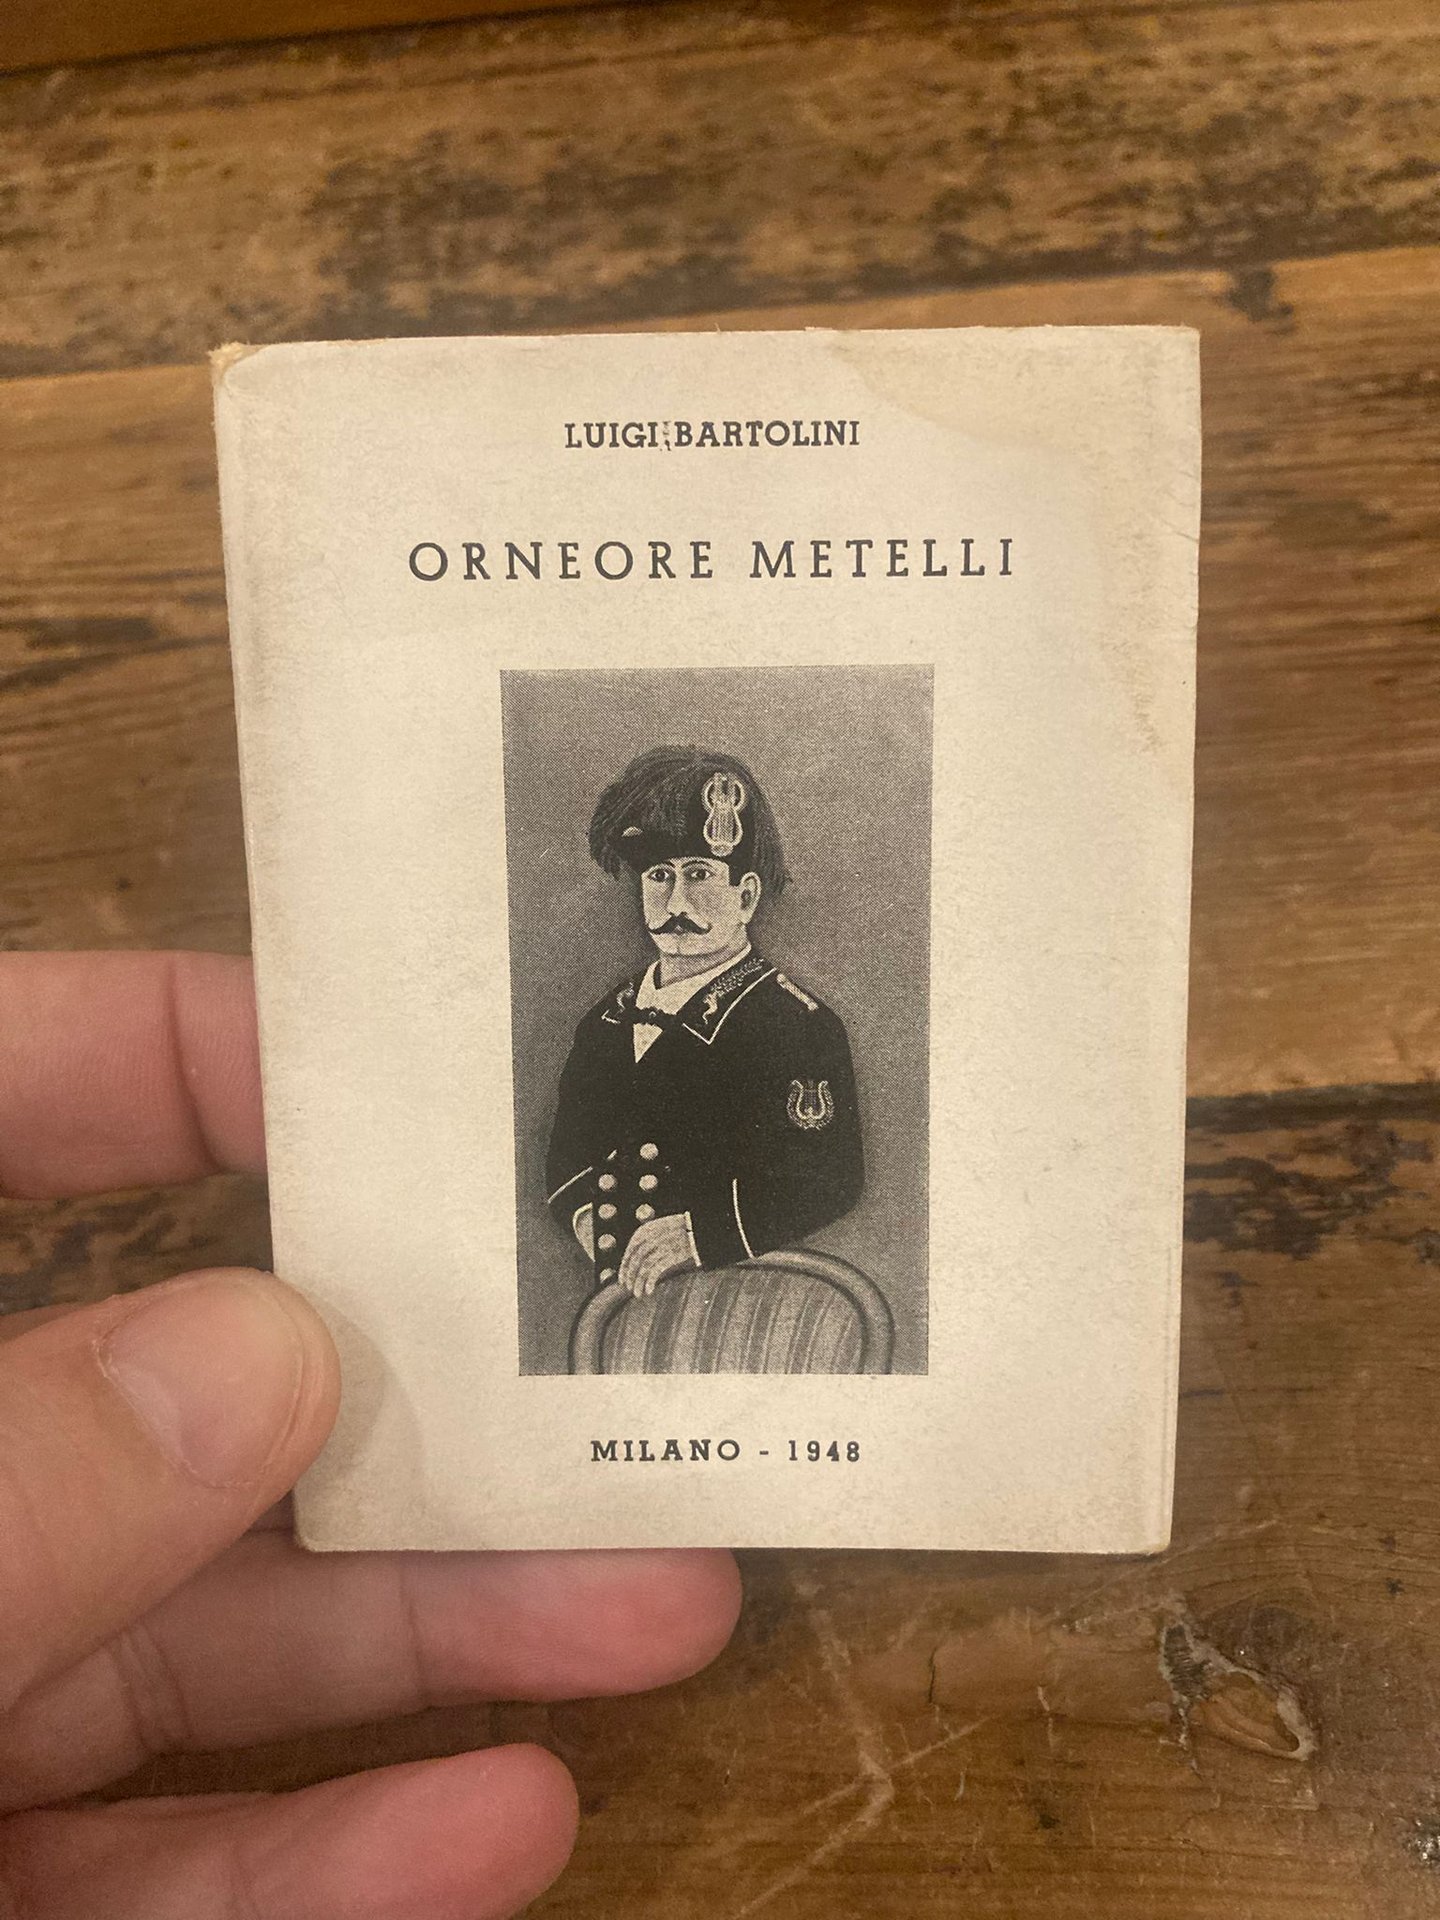 LUIGI BARTOLINI
ORNEORE METELLI
MILANO - 1948